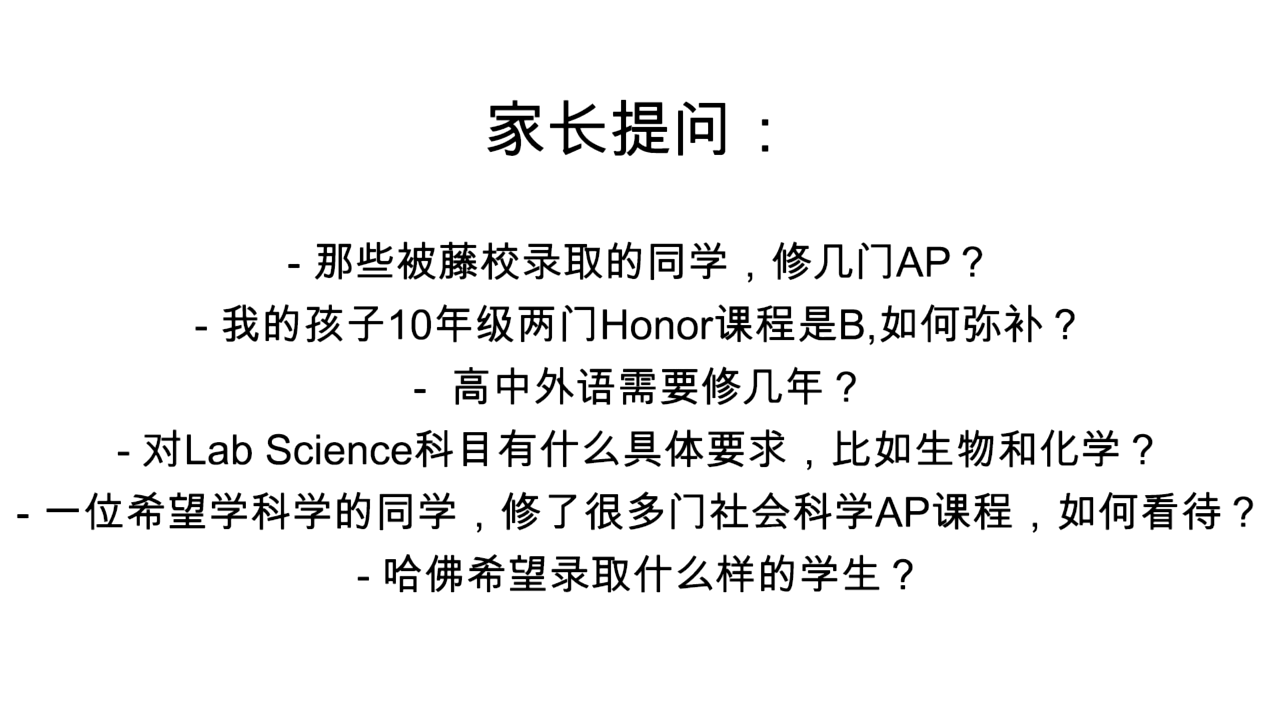 家长提问：
- 那些被藤校录取的同学，修几门AP？
- 我的孩子10年级两门Honor课程是B,如何弥补？
- 高中外语需要修几年？
- 对Lab Science科目有什么具体要求，比如生物和化学？
- 一位希望学科学的同学，修了很多门社会科学AP课程，如何看待？
- 哈佛希望录取什么样的学生？